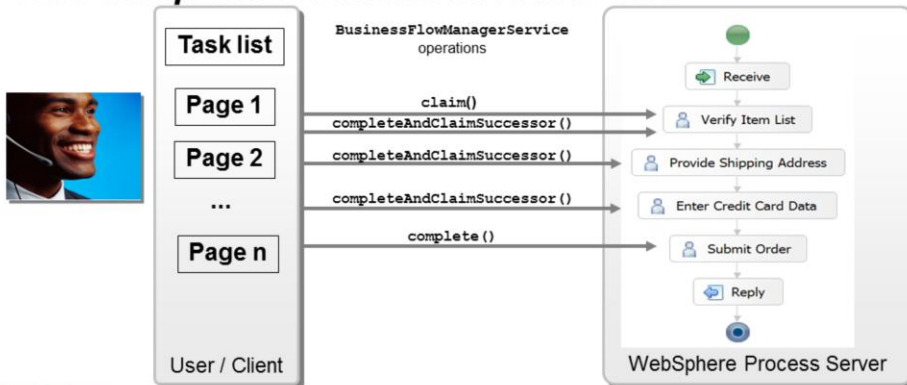 Task list
Page 1
Page 2
...
Page n
User / Client
BusinessFlowManagerService
operations
claim()
completeAndClaimSuccessor()
completeAndClaimSuccessor()
completeAndClaimSuccessor()
complete()
Receive
Verify Item List
Provide Shipping Address
Enter Credit Card Data
Submit Order
Reply
WebSphere Process Server